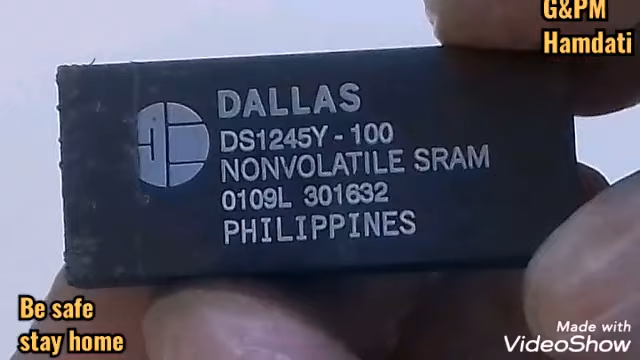 G&PM
Hamdati
DALLAS
DS1245Y-100
NONVOLATILE SRAM
0109L 301632
PHILIPPINES
Be safe
stay home
Made with
VideoShow